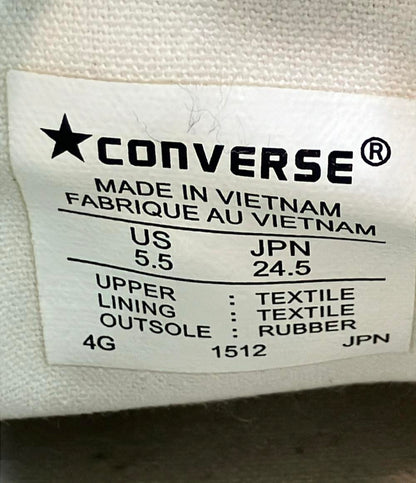 ★CONVERSE®
MADE IN VIETNAM
FABRIQUE AU VIETNAM
US JPN
5.5 24.5
UPPER : TEXTILE
LINING : TEXTILE
OUTSOLE : RUBBER
4G 1512 JPN